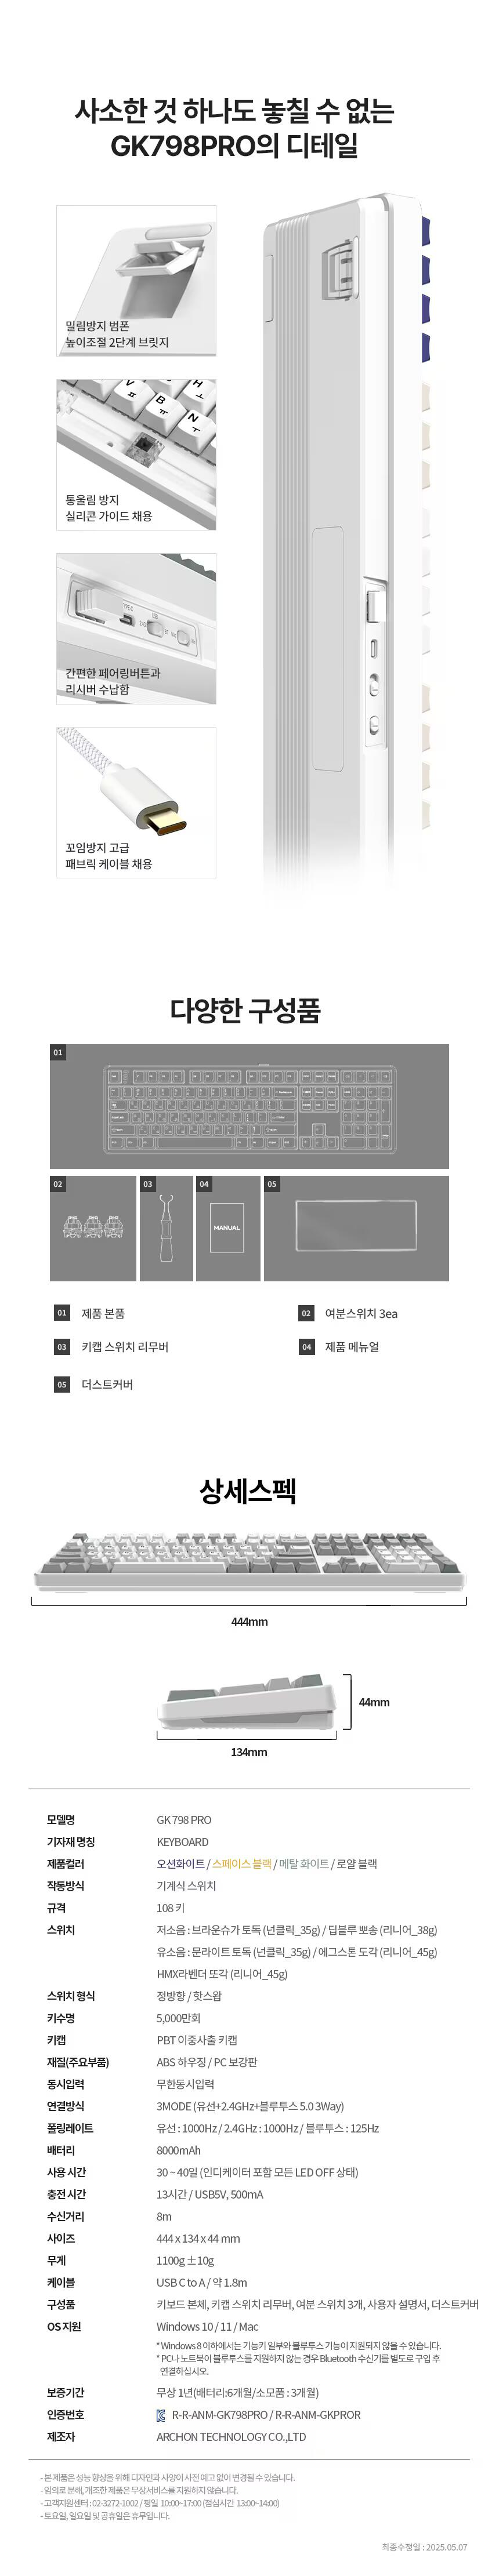 사소한 것 하나도 놓칠 수 없는
GK798PRO의 디테일
밀림방지 범폰
높이조절 2단계 브릿지
통울림 방지
실리콘 가이드 채용
간편한 페어링버튼과
리시버 수납함
꼬임방지 고급
패브릭 케이블 채용
다양한 구성품
01
02
03
04
05
MANUAL
01 제품 본품
02 여분스위치 3ea
03 키캡 스위치 리무버
04 제품 메뉴얼
05 더스트커버
상세스펙
444mm
44mm
134mm
모델명 GK 798 PRO
기자재 명칭 KEYBOARD
제품컬러 오션화이트 / 스페이스 블랙 / 메탈 화이트 / 로얄 블랙
작동방식 기계식 스위치
규격 108 키
스위치 저소음 : 브라운슈가 토독 (넌클릭_35g) / 딥블루 뽀송 (리니어_38g)
유소음 : 문라이트 토독 (넌클릭_35g) / 에그스톤 도각 (리니어_45g)
HMX라벤더 또각 (리니어_45g)
스위치 형식 정방향 / 핫스왑
키수명 5,000만회
키캡 PBT 이중사출 키캡
재질(주요부품) ABS 하우징 / PC 보강판
동시입력 무한동시입력
연결방식 3MODE (유선+2.4GHz+블루투스 5.0 3Way)
폴링레이트 유선 : 1000Hz / 2.4GHz : 1000Hz / 블루투스 : 125Hz
배터리 8000mAh
사용 시간 30 ~ 40일 (인디케이터 포함 모든 LED OFF 상태)
충전 시간 13시간 / USB5V, 500mA
수신거리 8m
사이즈 444 x 134 x 44 mm
무게 1100g ±10g
케이블 USB C to A / 약 1.8m
구성품 키보드 본체, 키캡 스위치 리무버, 여분 스위치 3개, 사용자 설명서, 더스트커버
OS 지원 Windows 10 / 11 / Mac
* Windows 8 이하에서는 기능키 일부와 블루투스 기능이 지원되지 않을 수 있습니다.
* PC나 노트북이 블루투스를 지원하지 않는 경우 Bluetooth 수신기를 별도로 구입 후
연결하십시오.
보증기간 무상 1년(배터리:6개월/소모품 : 3개월)
인증번호 R-R-ANM-GK798PRO / R-R-ANM-GKPROR
제조자 ARCHON TECHNOLOGY CO.,LTD
- 본 제품은 성능 향상을 위해 디자인과 사양이 사전 예고 없이 변경될 수 있습니다.
- 임의로 분해, 개조한 제품은 무상서비스를 지원하지 않습니다.
- 고객지원센터 : 02-3272-1002 / 평일 10:00~17:00 (점심시간 13:00~14:00)
- 토요일, 일요일 및 공휴일은 휴무입니다.
최종수정일 : 2025.05.07